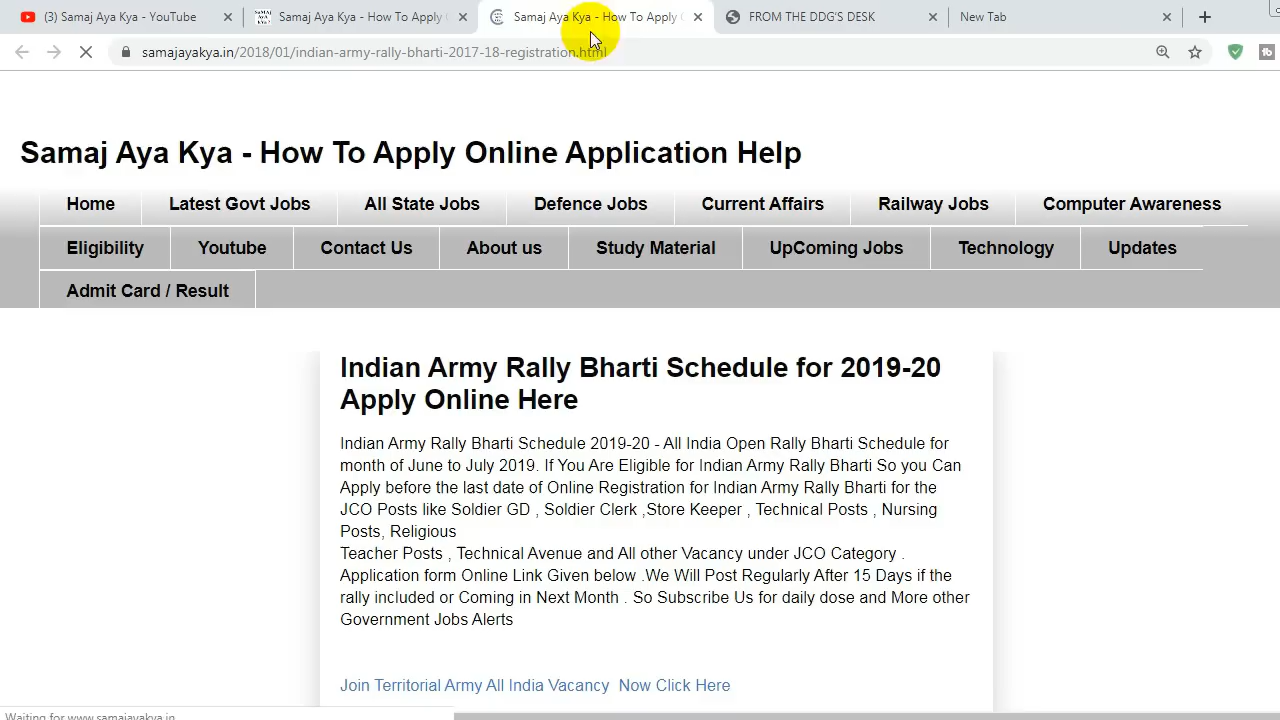 (3) Samaj Aya Kya - YouTube
Samaj Aya Kya - How To Apply
Samaj Aya Kya - How To Apply
FROM THE DDG'S DESK
New Tab
samajayakya.in/2018/01/indian-army-rally-bharti-2017-18-registration.html
Samaj Aya Kya - How To Apply Online Application Help
Home Latest Govt Jobs All State Jobs Defence Jobs Current Affairs Railway Jobs Computer Awareness
Eligibility Youtube Contact Us About us Study Material UpComing Jobs Technology Updates
Admit Card / Result
Indian Army Rally Bharti Schedule for 2019-20
Apply Online Here
Indian Army Rally Bharti Schedule 2019-20 - All India Open Rally Bharti Schedule for
month of June to July 2019. If You Are Eligible for Indian Army Rally Bharti So you Can
Apply before the last date of Online Registration for Indian Army Rally Bharti for the
JCO Posts like Soldier GD , Soldier Clerk ,Store Keeper , Technical Posts , Nursing
Posts, Religious
Teacher Posts , Technical Avenue and All other Vacancy under JCO Category .
Application form Online Link Given below .We Will Post Regularly After 15 Days if the
rally included or Coming in Next Month . So Subscribe Us for daily dose and More other
Government Jobs Alerts
Join Territorial Army All India Vacancy Now Click Here
Waiting for www.samajayakya.in